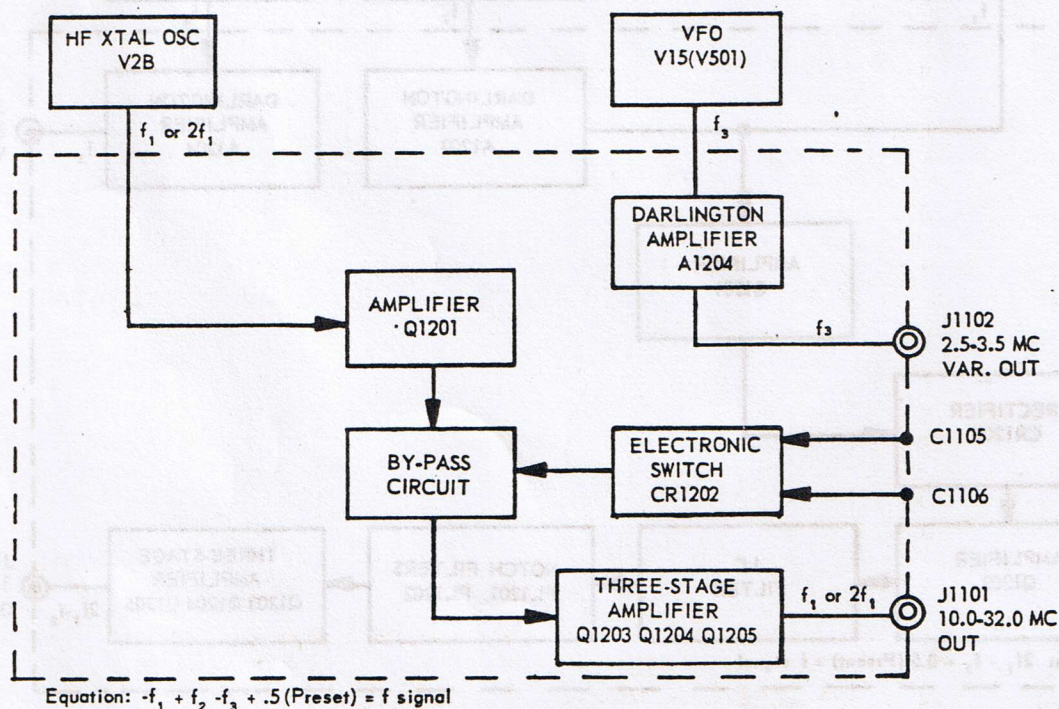 HF XTAL OSC
V2B
VFO
V15(V501)
f₁ or 2f₁
f₃
DARLINGTON
AMPLIFIER
A1204
AMPLIFIER
Q1201
f₃
J1102
2.5-3.5 MC
VAR. OUT
BY-PASS
CIRCUIT
ELECTRONIC
SWITCH
CR1202
C1105
C1106
THREE-STAGE
AMPLIFIER
Q1203 Q1204 Q1205
f₁ or 2f₁
J1101
10.0-32.0 MC
OUT
Equation: -f₁ + f₂ -f₃ + .5 (Preset) = f signal